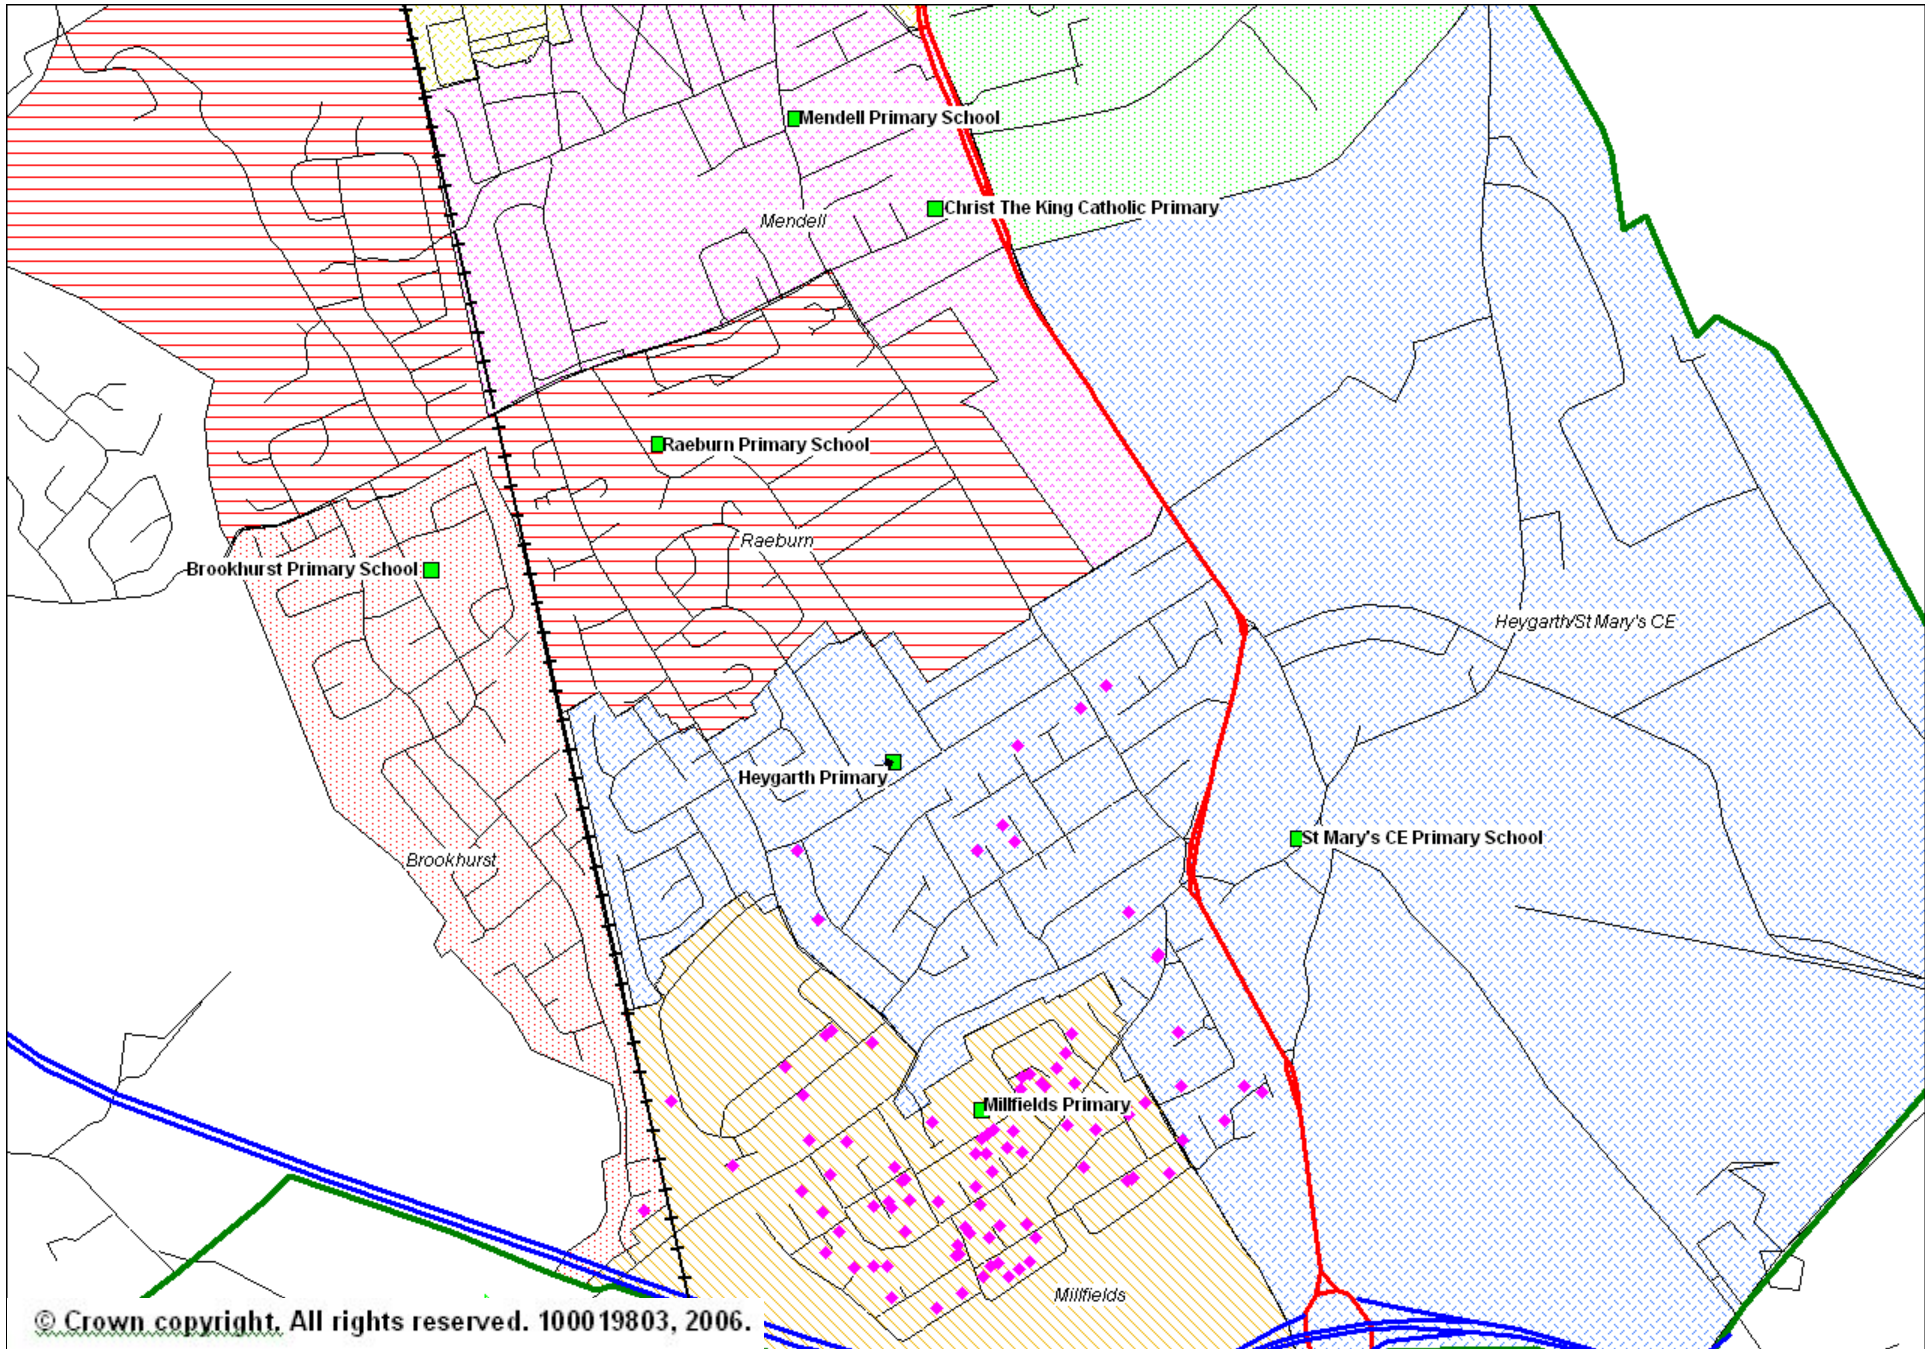 Mendell Primary School
Christ The King Catholic Primary
Mendell
Raeburn Primary School
Raeburn
Brookhurst Primary School
Heygarth/St Mary's CE
Heygarth Primary
St Mary's CE Primary School
Brookhurst
Millfields Primary
Millfields
© Crown copyright. All rights reserved. 100019803, 2006.